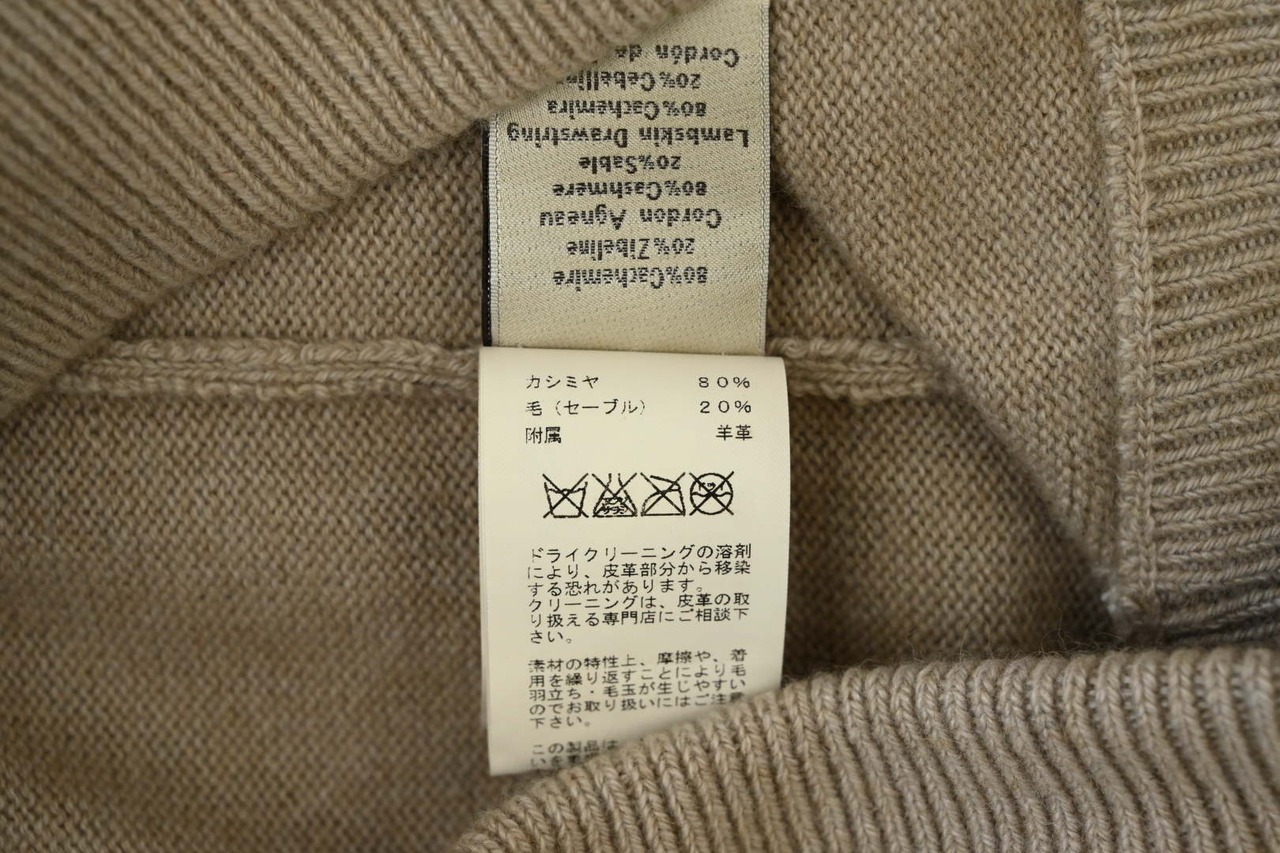 80%Cachemire
20%Zibeline
Cordon Agneau
80%Cashmere
20%Sable
Lambskin Drawstring
80%Cachemira
20%Cebellin
Cordón de
カシミヤ 80%
毛(セーブル) 20%
附属 羊革
ドライクリーニングの溶剤
により、皮革部分から移染
する恐れがあります。
クリーニングは、皮革の取
り扱える専門店にご相談下
さい。
素材の特性上、摩擦や、着
用を繰り返すことにより毛
羽立ち・毛玉が生じやすい
のでお取り扱いにはご注意
下さい。
この製品は